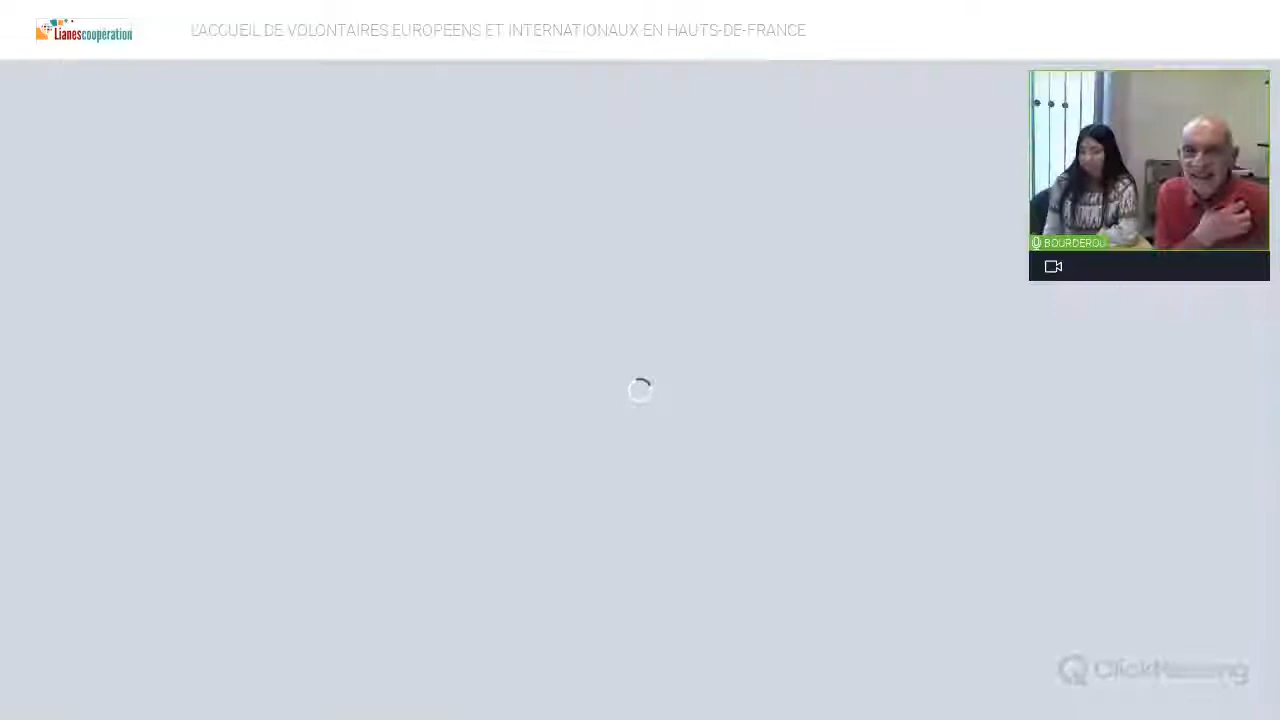 Lianescoopération
L'ACCUEIL DE VOLONTAIRES EUROPEENS ET INTERNATIONAUX EN HAUTS-DE-FRANCE
BOURDEROU
ClickMeeting